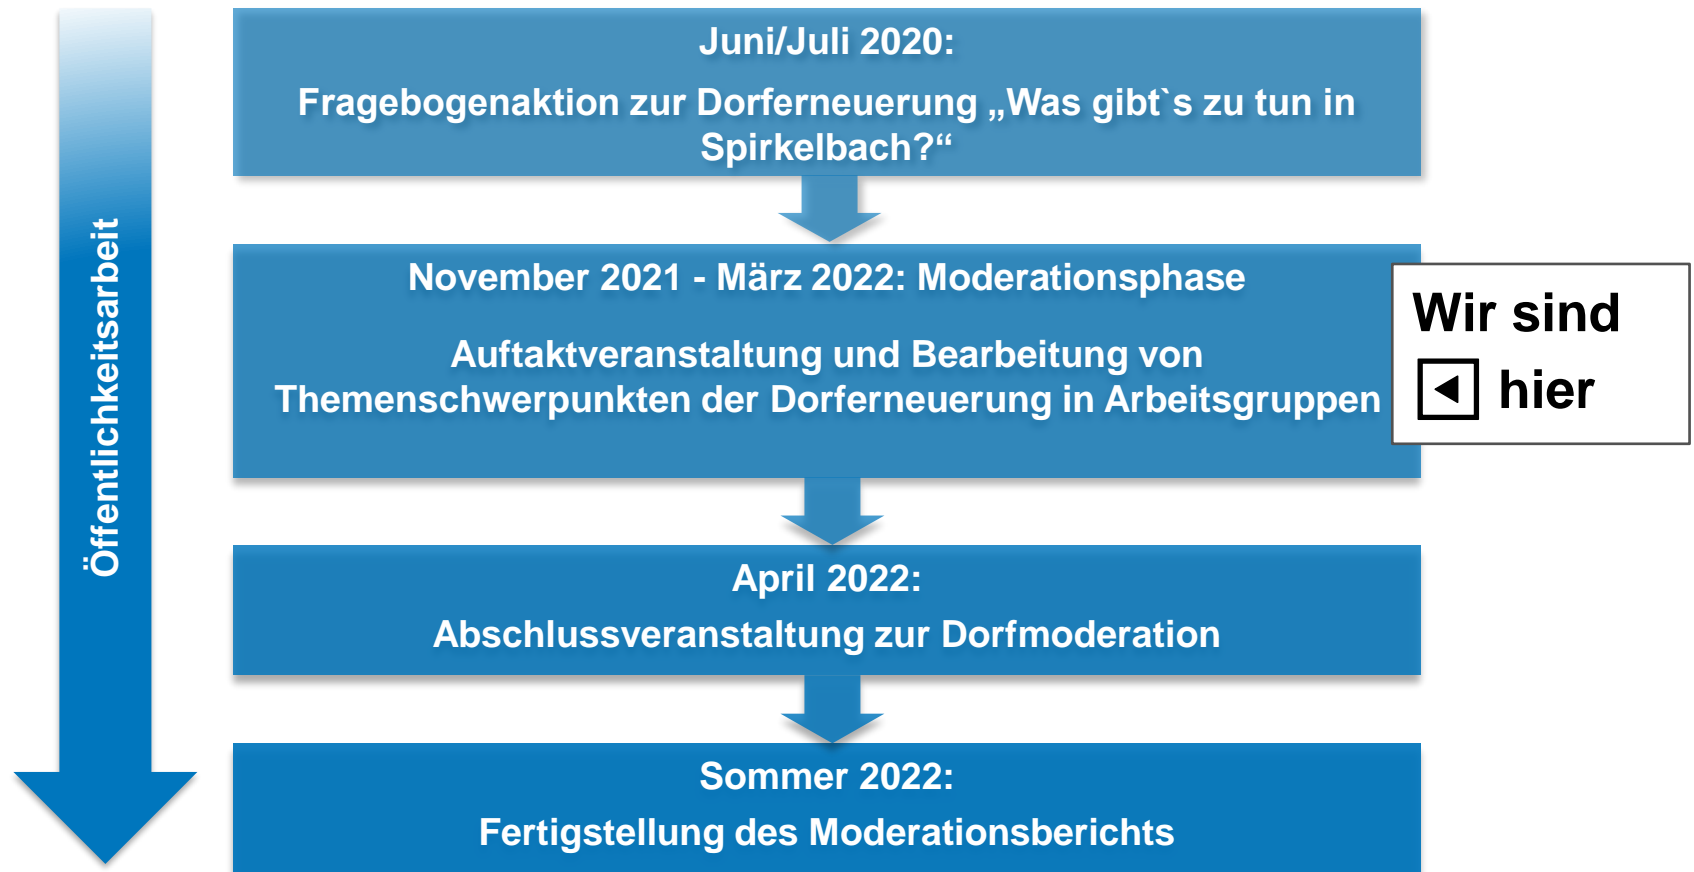 Juni/Juli 2020:
Fragebogenaktion zur Dorferneuerung „Was gibt`s zu tun in
Spirkelbach?“
Öffentlichkeitsarbeit
November 2021 - März 2022: Moderationsphase
Auftaktveranstaltung und Bearbeitung von
Themenschwerpunkten der Dorferneuerung in Arbeitsgruppen
Wir sind
hier
April 2022:
Abschlussveranstaltung zur Dorfmoderation
Sommer 2022:
Fertigstellung des Moderationsberichts